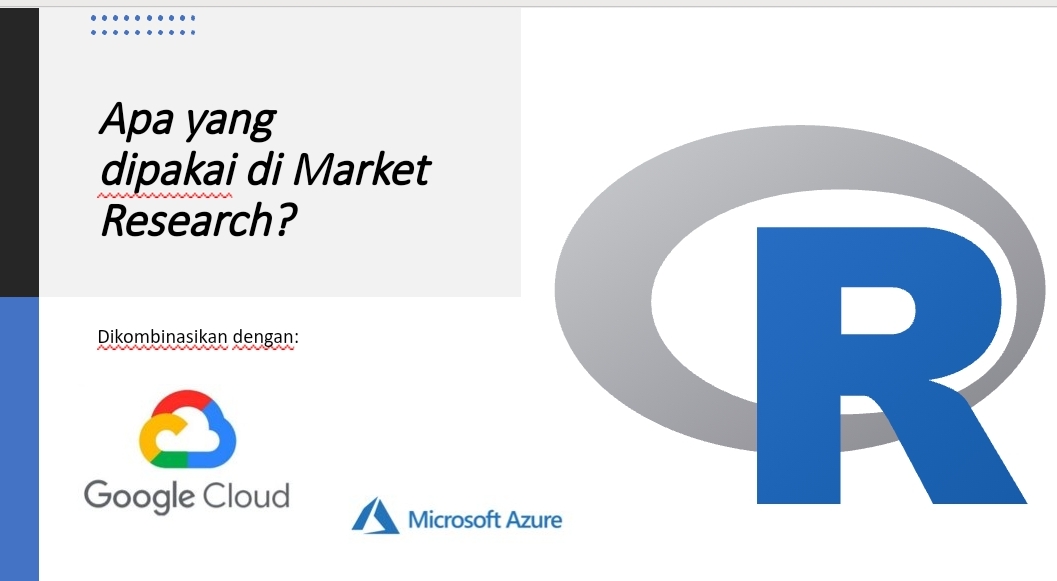 Apa yang
dipakai di Market
Research?
Dikombinasikan dengan:
Google Cloud
Microsoft Azure
R